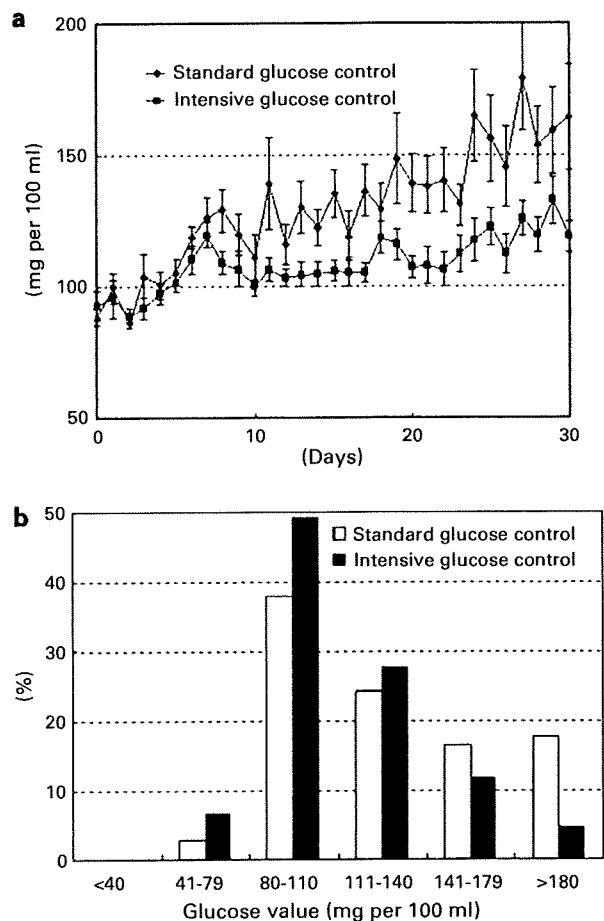 a
200
150
100
50
(mg per 100 ml)
Standard glucose control
Intensive glucose control
0 10 20 30
(Days)
b
50
40
30
20
10
0
(%)
Standard glucose control
Intensive glucose control
<40 41-79 80-110 111-140 141-179 >180
Glucose value (mg per 100 ml)